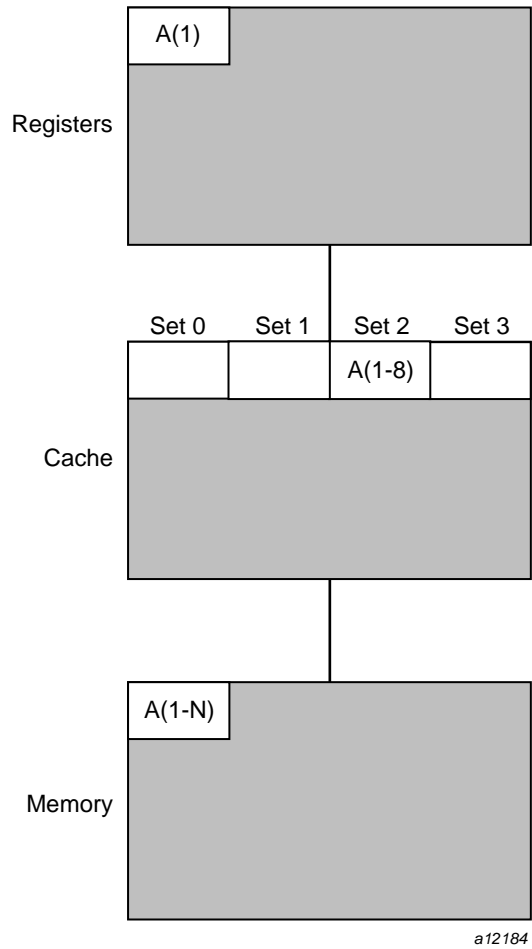 A(1)
Registers
Set 0 Set 1 Set 2 Set 3
A(1-8)
Cache
A(1-N)
Memory
a12184